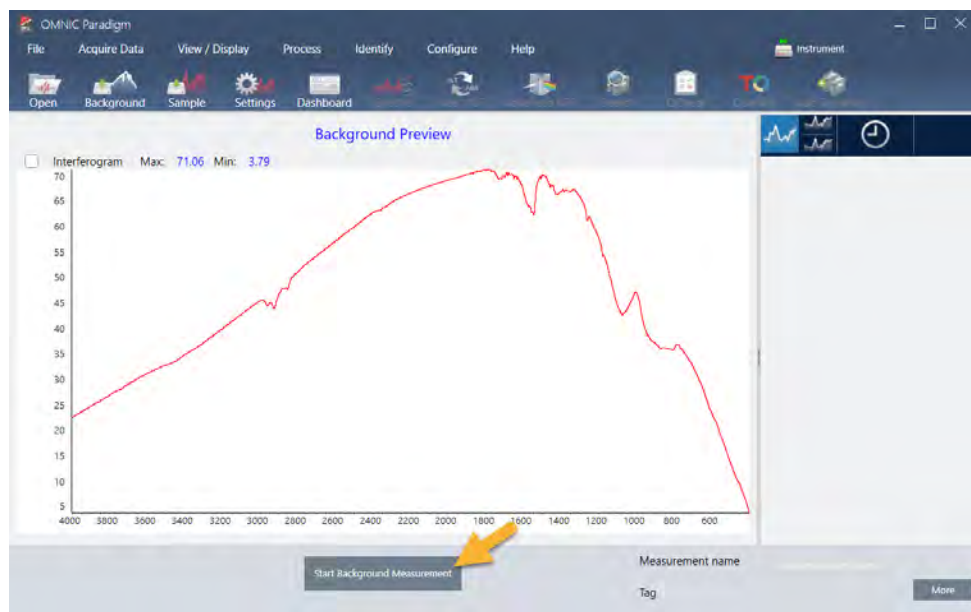 OMNIC Paradigm
File Acquire Data View / Display Process Identify Configure Help Instrument
Open Background Sample Settings Dashboard
Background Preview
Interferogram Max: 71.06 Min: 3.79
70
65
60
55
50
45
40
35
30
25
20
15
10
5
4000 3800 3600 3400 3200 3000 2800 2600 2400 2200 2000 1800 1600 1400 1200 1000 800 600
Start Background Measurement
Measurement name
Tag
More